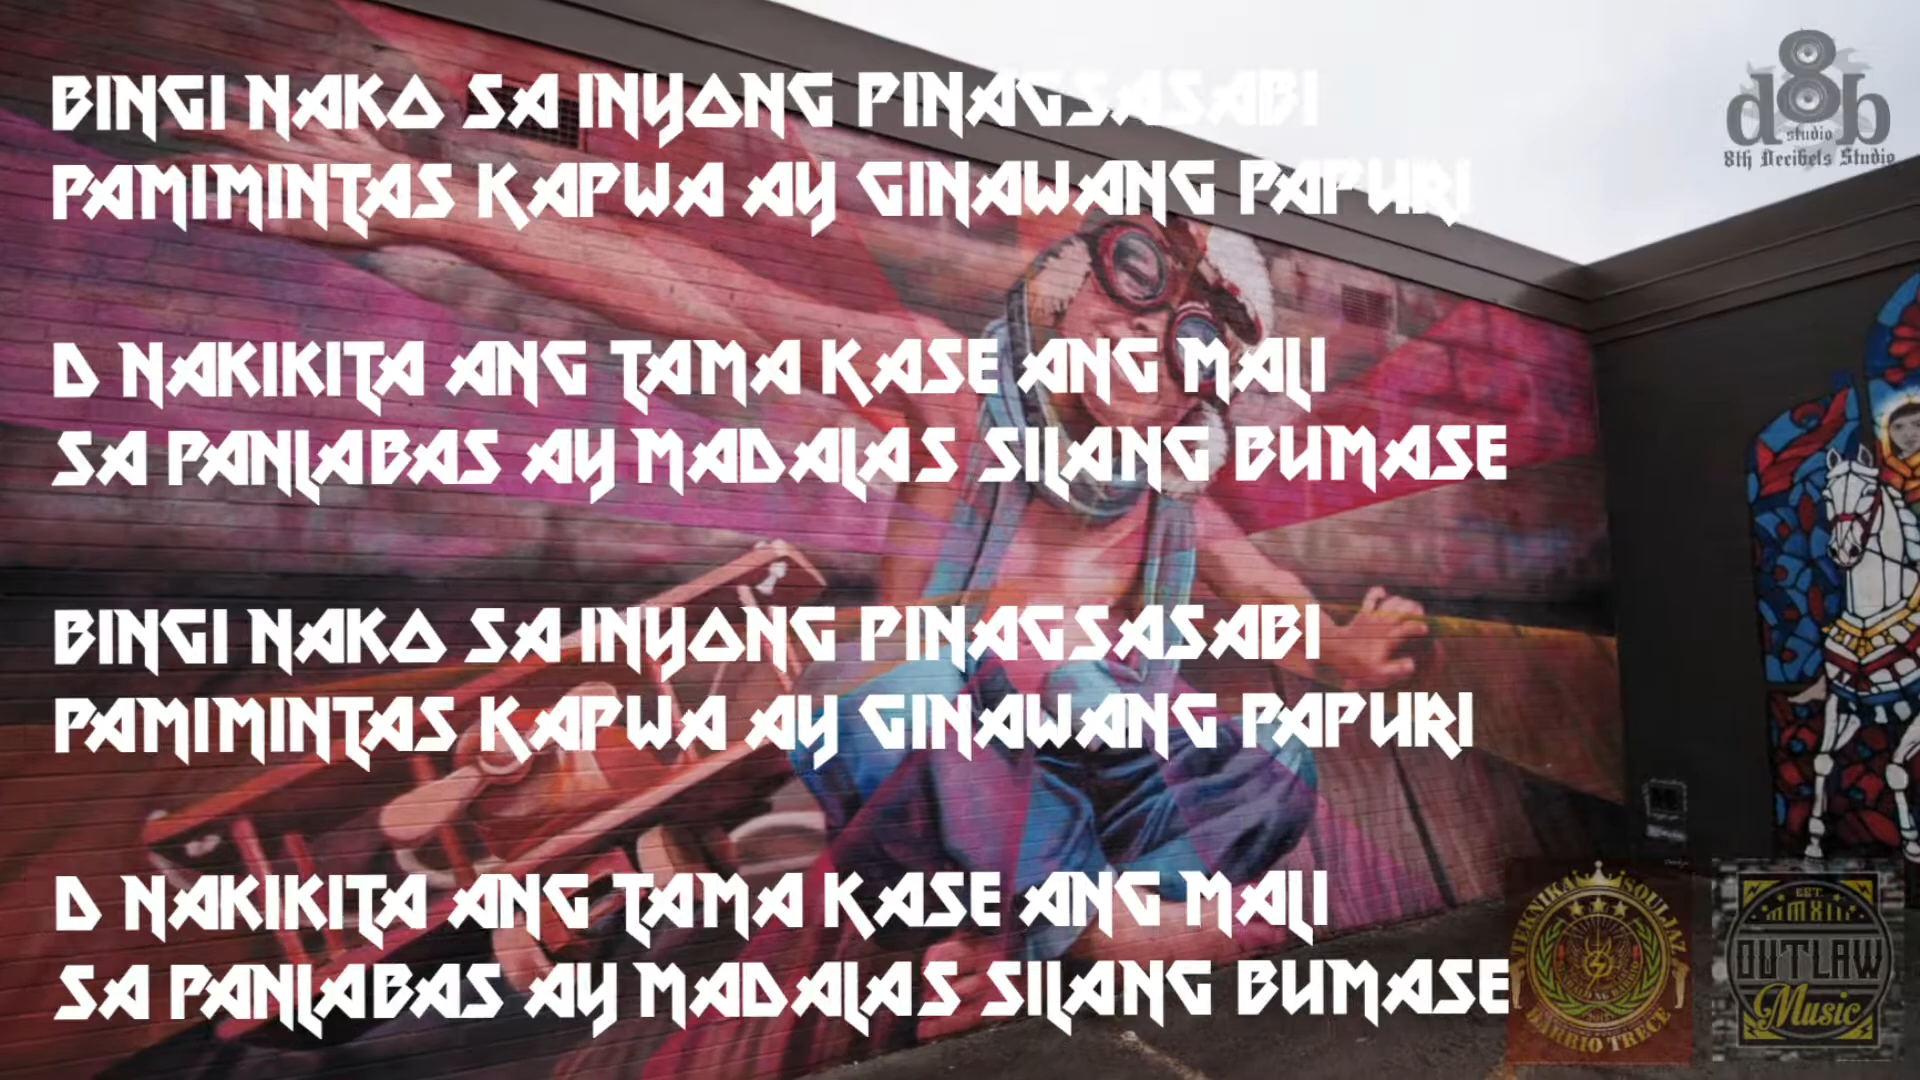 BINGI NAKO SA INYONG PINAGSASABI
PAMIMINTAS KAPWA AY GINAWANG PAPURI
D NAKIKITA ANG TAMA KASE ANG MALI
SA PANLABAS AY MADALAS SILANG BUMASE
BINGI NAKO SA INYONG PINAGSASABI
PAMIMINTAS KAPWA AY GINAWANG PAPURI
D NAKIKITA ANG TAMA KASE ANG MALI
SA PANLABAS AY MADALAS SILANG BUMASE
d8b
studio
8th Decibels Studio
TEKNIKA SOULJAZ
BARRIO TRECE
EST.
MMXII
OUTLAW
Music